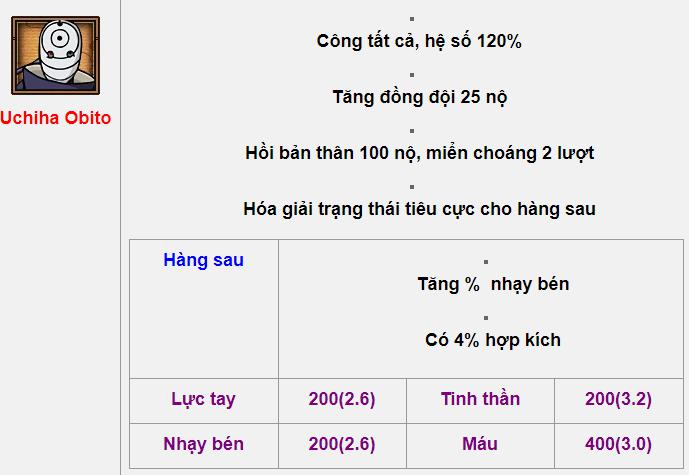 Uchiha Obito
Công tất cả, hệ số 120%
Tăng đồng đội 25 nộ
Hồi bản thân 100 nộ, miển choáng 2 lượt
Hóa giải trạng thái tiêu cực cho hàng sau
Hàng sau
Tăng % nhạy bén
Có 4% hợp kích
Lực tay 200(2.6) Tinh thần 200(3.2)
Nhạy bén 200(2.6) Máu 400(3.0)